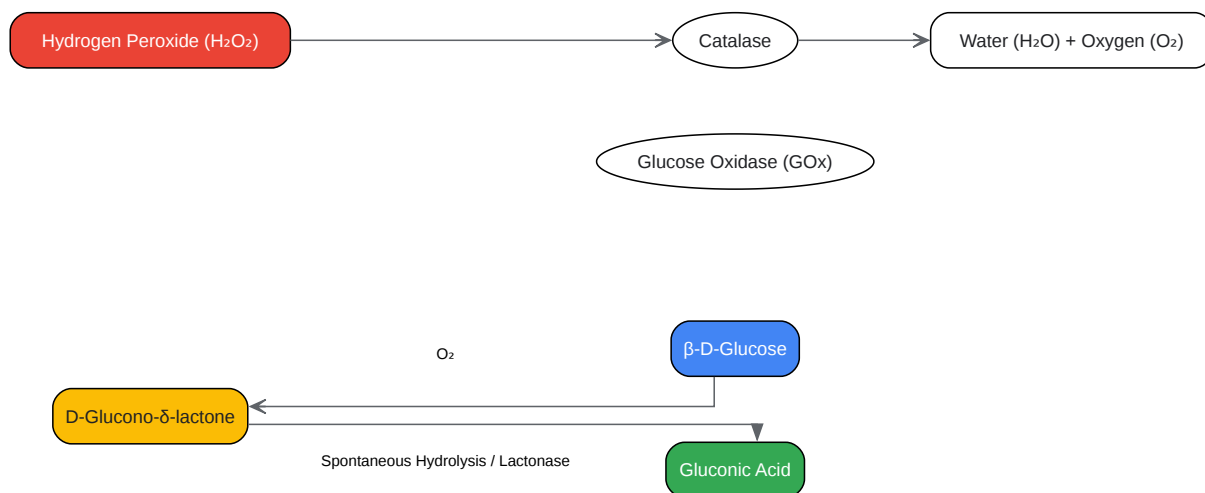 Hydrogen Peroxide (H₂O₂)
Catalase
Water (H₂O) + Oxygen (O₂)
Glucose Oxidase (GOx)
β-D-Glucose
O₂
D-Glucono-δ-lactone
Spontaneous Hydrolysis / Lactonase
Gluconic Acid